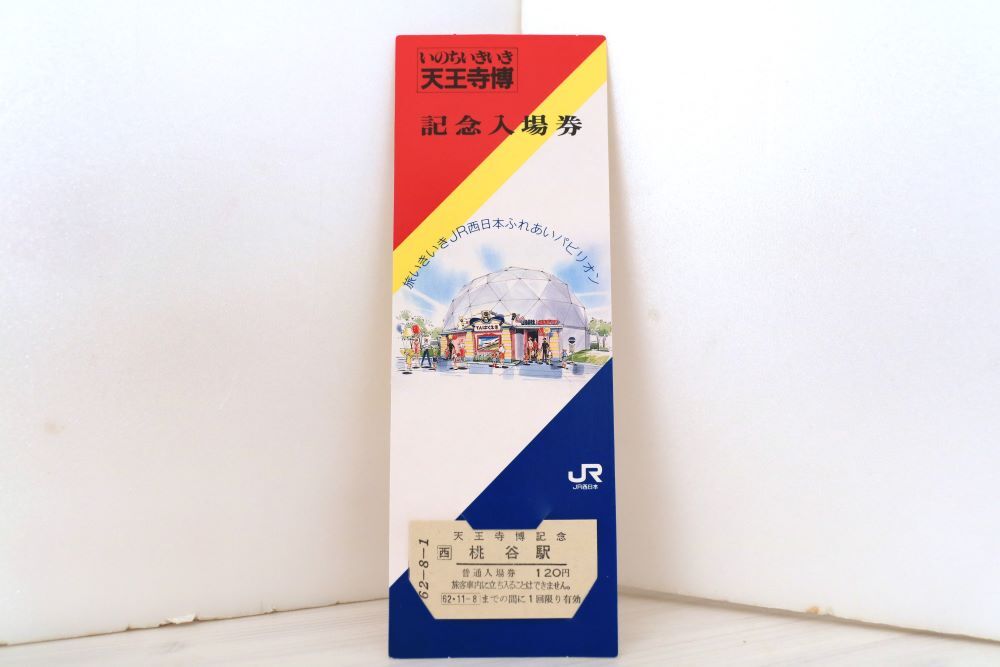 いのちいきいき
天王寺博
記念入場券
旅いきいきJR西日本ふれあいパビリオン
JR
JR西日本
天王寺博記念
西 桃谷駅
普通入場券 120円
旅客車内に立ち入ることはできません。
62・11-8 までの間に1回限り有効
62-8-1